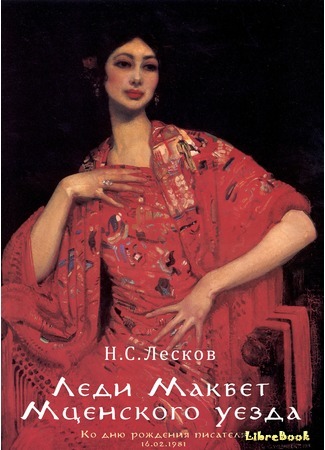 Н.С.Лесков
Леди Макбет
Мценского уезда
Ко дню рождения писателя
16.02.1981
LibreBook